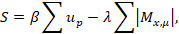 S = β∑u_p − λ∑|M_{x,μ}|,